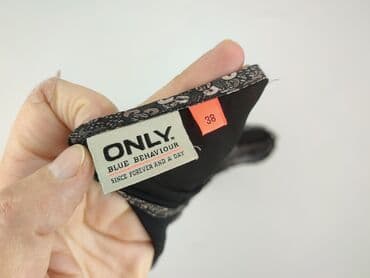 ONLY.
BLUE BEHAVIOUR
SINCE FOREVER AND A DAY
38